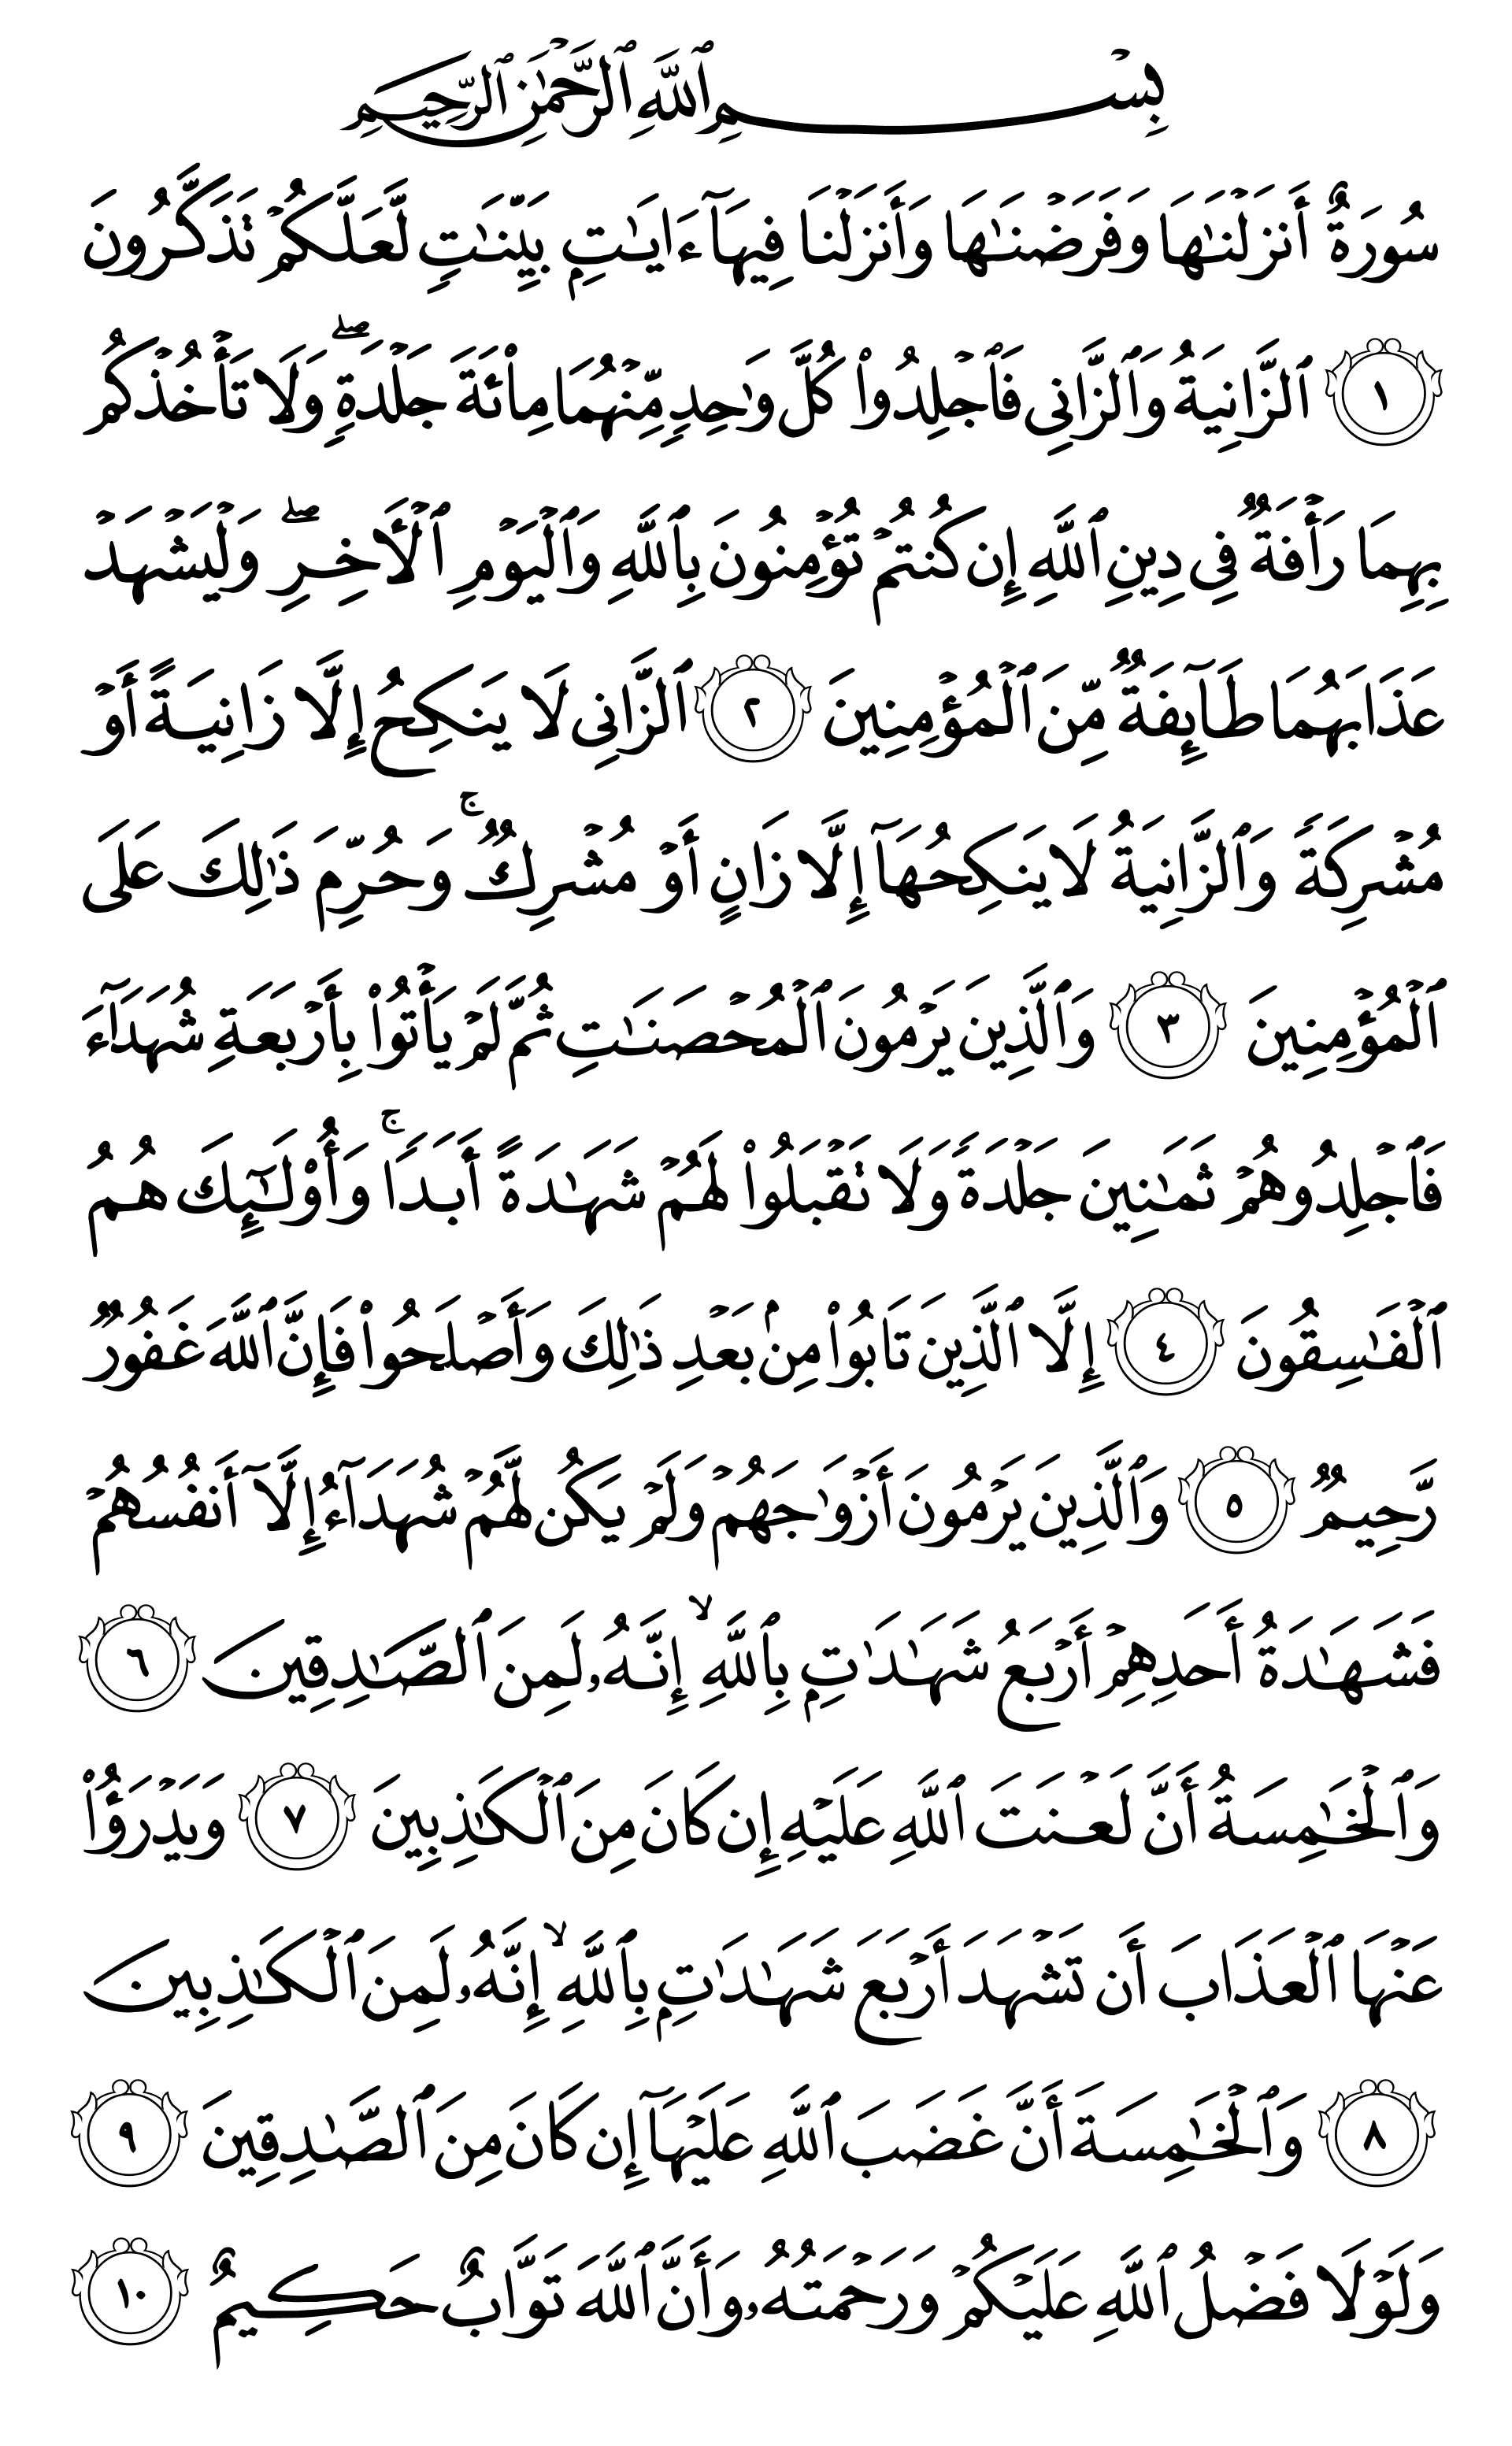 بِسْمِ ٱللَّهِ ٱلرَّحْمَٰنِ ٱلرَّحِيمِ
سُورَةٌ أَنزَلْنَٰهَا وَفَرَضْنَٰهَا وَأَنزَلْنَا فِيهَآ ءَايَٰتٍۭ بَيِّنَٰتٍ لَّعَلَّكُمْ تَذَكَّرُونَ
١ ٱلزَّانِيَةُ وَٱلزَّانِى فَٱجْلِدُوا۟ كُلَّ وَٰحِدٍ مِّنْهُمَا مِا۟ئَةَ جَلْدَةٍ ۖ وَلَا تَأْخُذْكُم
بِهِمَا رَأْفَةٌ فِى دِينِ ٱللَّهِ إِن كُنتُمْ تُؤْمِنُونَ بِٱللَّهِ وَٱلْيَوْمِ ٱلْأَخِرِ ۖ وَلْيَشْهَدْ
عَذَابَهُمَا طَآئِفَةٌ مِّنَ ٱلْمُؤْمِنِينَ ٢ ٱلزَّانِى لَا يَنكِحُ إِلَّا زَانِيَةً أَوْ
مُشْرِكَةً وَٱلزَّانِيَةُ لَا يَنكِحُهَآ إِلَّا زَانٍ أَوْ مُشْرِكٌ ۚ وَحُرِّمَ ذَٰلِكَ عَلَى
ٱلْمُؤْمِنِينَ ٣ وَٱلَّذِينَ يَرْمُونَ ٱلْمُحْصَنَٰتِ ثُمَّ لَمْ يَأْتُوا۟ بِأَرْبَعَةِ شُهَدَآءَ
فَٱجْلِدُوهُمْ ثَمَٰنِينَ جَلْدَةً وَلَا تَقْبَلُوا۟ لَهُمْ شَهَٰدَةً أَبَدًا ۚ وَأُو۟لَٰٓئِكَ هُمُ
ٱلْفَٰسِقُونَ ٤ إِلَّا ٱلَّذِينَ تَابُوا۟ مِنۢ بَعْدِ ذَٰلِكَ وَأَصْلَحُوا۟ فَإِنَّ ٱللَّهَ غَفُورٌ
رَّحِيمٌ ٥ وَٱلَّذِينَ يَرْمُونَ أَزْوَٰجَهُمْ وَلَمْ يَكُن لَّهُمْ شُهَدَآءُ إِلَّآ أَنفُسُهُمْ
فَشَهَٰدَةُ أَحَدِهِمْ أَرْبَعُ شَهَٰدَٰتٍۭ بِٱللَّهِ ۙ إِنَّهُۥ لَمِنَ ٱلصَّٰدِقِينَ ٦
وَٱلْخَٰمِسَةُ أَنَّ لَعْنَتَ ٱللَّهِ عَلَيْهِ إِن كَانَ مِنَ ٱلْكَٰذِبِينَ ٧ وَيَدْرَؤُا۟
عَنْهَا ٱلْعَذَابَ أَن تَشْهَدَ أَرْبَعَ شَهَٰدَٰتٍۭ بِٱللَّهِ ۙ إِنَّهُۥ لَمِنَ ٱلْكَٰذِبِينَ
٨ وَٱلْخَٰمِسَةَ أَنَّ غَضَبَ ٱللَّهِ عَلَيْهَآ إِن كَانَ مِنَ ٱلصَّٰدِقِينَ ٩
وَلَوْلَا فَضْلُ ٱللَّهِ عَلَيْكُمْ وَرَحْمَتُهُۥ وَأَنَّ ٱللَّهَ تَوَّابٌ حَكِيمٌ ١٠